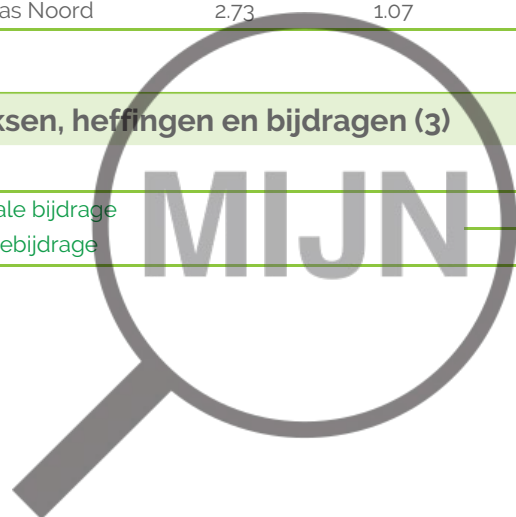 as Noord 2.73 1.07
ksen, heffingen en bijdragen (3)
MIJN
ale bijdrage
ebijdrage